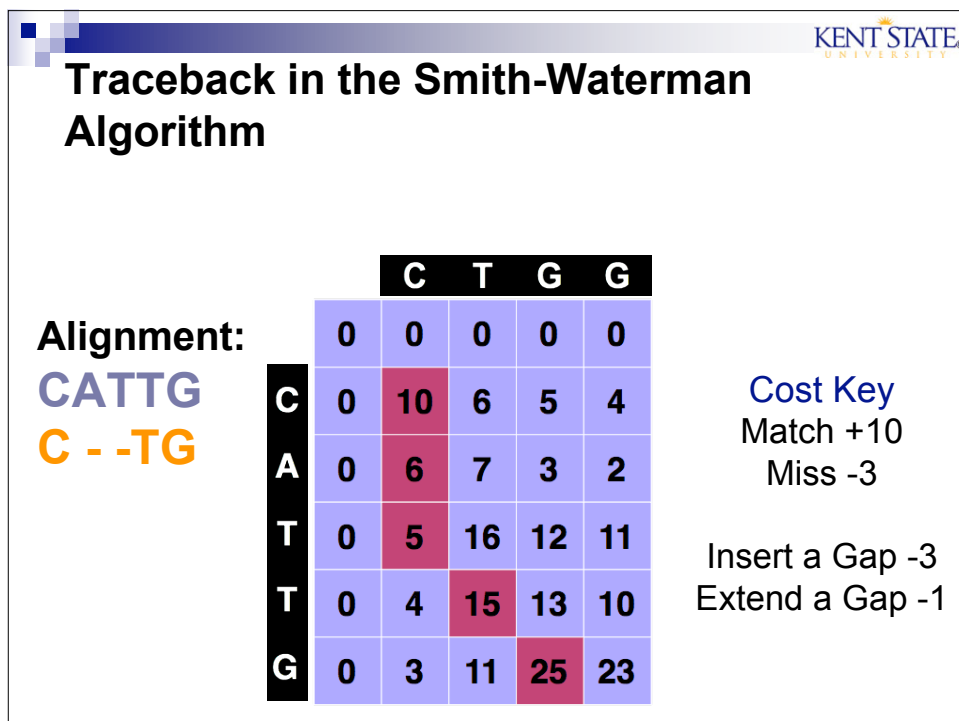 KENT STATE
UNIVERSITY
Traceback in the Smith-Waterman
Algorithm
C T G G
Alignment:
CATTG
C - -TG
0 0 0 0 0
C 0 10 6 5 4
A 0 6 7 3 2
T 0 5 16 12 11
T 0 4 15 13 10
G 0 3 11 25 23
Cost Key
Match +10
Miss -3
Insert a Gap -3
Extend a Gap -1